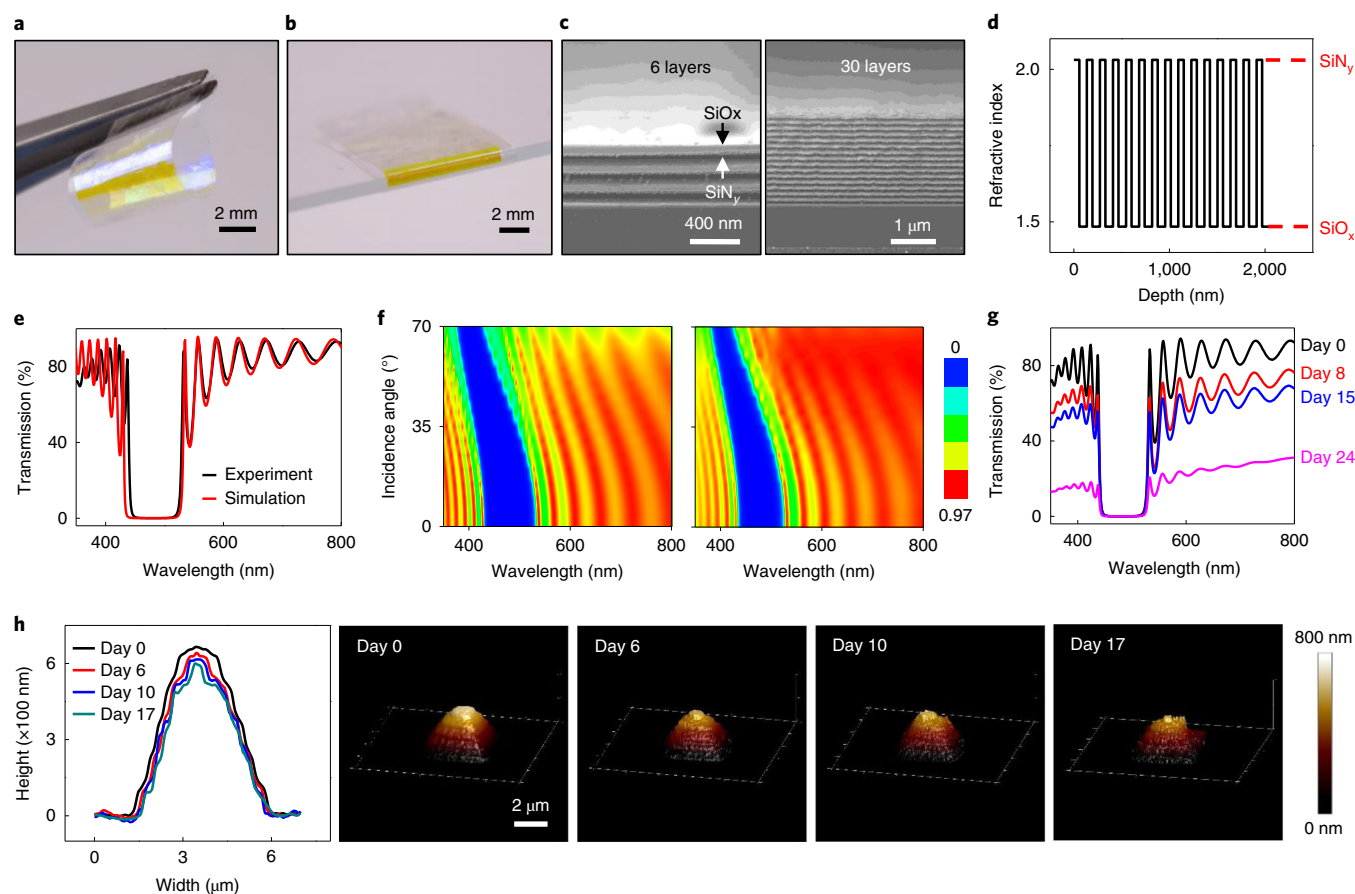 a
b
c
d
2 mm
2 mm
6 layers
SiOx
SiNy
400 nm
30 layers
1 μm
Refractive index
2.0
1.5
SiNy
SiOx
0
1,000
2,000
Depth (nm)
e
Transmission (%)
80
40
0
Experiment
Simulation
400
600
800
Wavelength (nm)
f
Incidence angle (°)
70
35
0
400
600
800
Wavelength (nm)
400
600
800
Wavelength (nm)
0
0.97
g
Transmission (%)
80
40
0
Day 0
Day 8
Day 15
Day 24
400
600
800
Wavelength (nm)
h
Height (×100 nm)
6
3
0
Day 0
Day 6
Day 10
Day 17
0
3
6
Width (μm)
Day 0
2 μm
Day 6
Day 10
Day 17
800 nm
0 nm